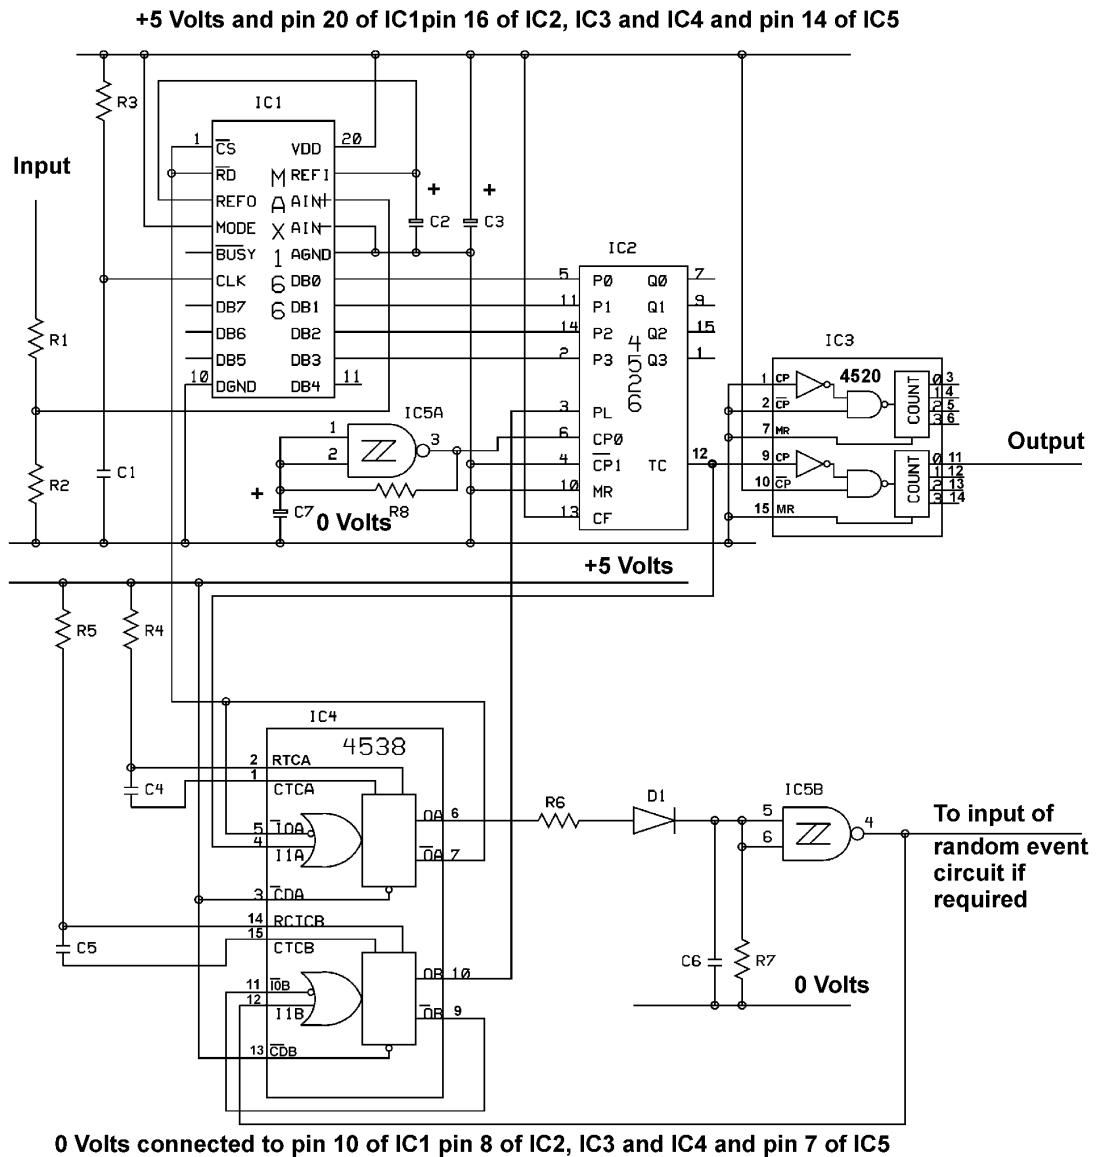 +5 Volts and pin 20 of IC1pin 16 of IC2, IC3 and IC4 and pin 14 of IC5
R3
IC1
Input
1 CS VDD 20
RD M REFI
REFO A AIN+
MODE X AIN-
BUSY 1 AGND
CLK 6 DB0
DB7 6 DB1
DB6 DB2
DB5 DB3
10 DGND DB4 11
+ C2
+ C3
IC2
5 P0 Q0 7
11 P1 Q1 9
14 P2 Q2 15
2 P3 Q3 1
4526
3 PL
6 CP0
4 CP1 TC 12
10 MR
13 CF
R1
R2
C1
IC5A
1
2
3
+
C7
R8
0 Volts
IC3
4520
1 CP
2 CP
7 MR
COUNT
0 3
1 4
2 5
3 6
9 CP
10 CP
15 MR
COUNT
0 11
1 12
2 13
3 14
Output
+5 Volts
R5
R4
IC4
4538
2 RTCA
1 CTCA
C4
5 I0A
4 I1A
QA 6
QA 7
3 CDA
14 RCTCB
15 CTCB
C5
11 I0B
12 I1B
QB 10
QB 9
13 CDB
R6
D1
IC5B
5
6
4
C6
R7
0 Volts
To input of
random event
circuit if
required
0 Volts connected to pin 10 of IC1 pin 8 of IC2, IC3 and IC4 and pin 7 of IC5